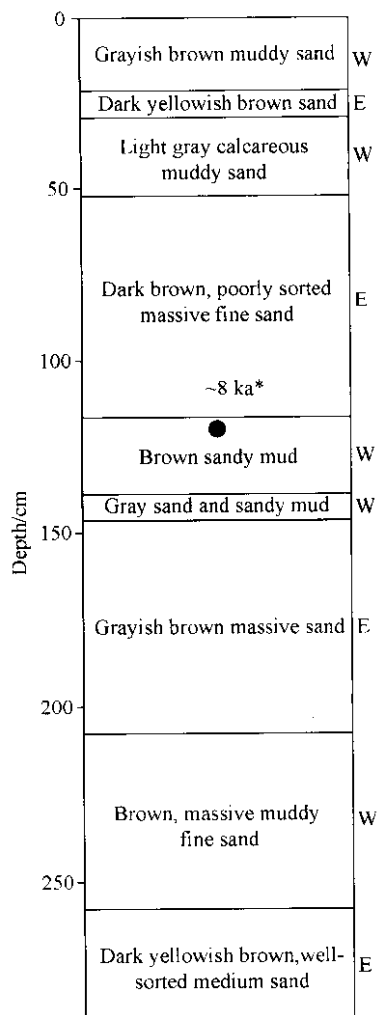 0
Grayish brown muddy sand W
Dark yellowish brown sand E
Light gray calcareous
muddy sand
W
50
Dark brown, poorly sorted
massive fine sand
E
100
~8 ka*
Brown sandy mud W
Gray sand and sandy mud W
150
Depth/cm
Grayish brown massive sand E
200
Brown, massive muddy
fine sand
W
250
Dark yellowish brown,well-
sorted medium sand
E